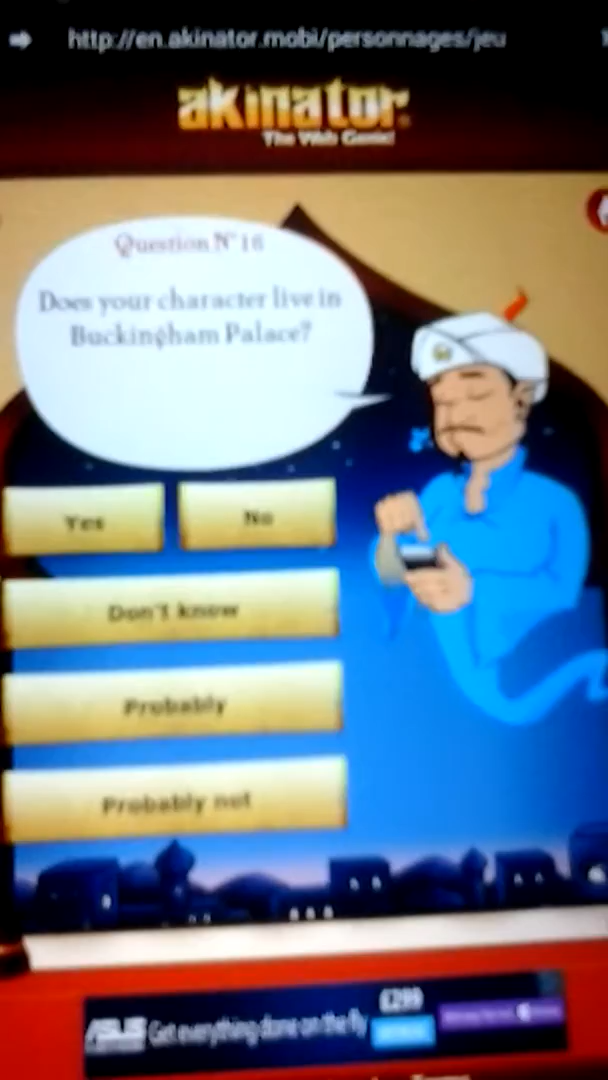 http://en.akinator.mobi/personnages/jeu
akinator
The Web Genie!
Question N°16
Does your character live in
Buckingham Palace?
Yes
No
Don't know
Probably
Probably not
ASUS Get everything done on the fly
£299